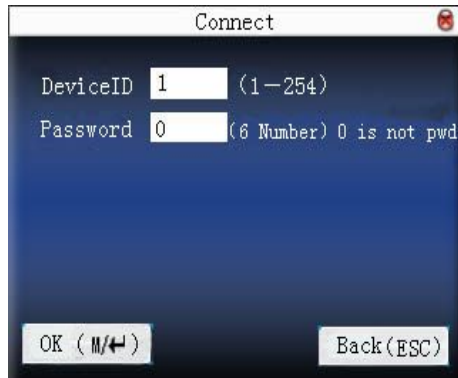 Connect
DeviceID 1 (1-254)
Password 0 (6 Number) 0 is not pwd
OK (M/↵) Back(ESC)